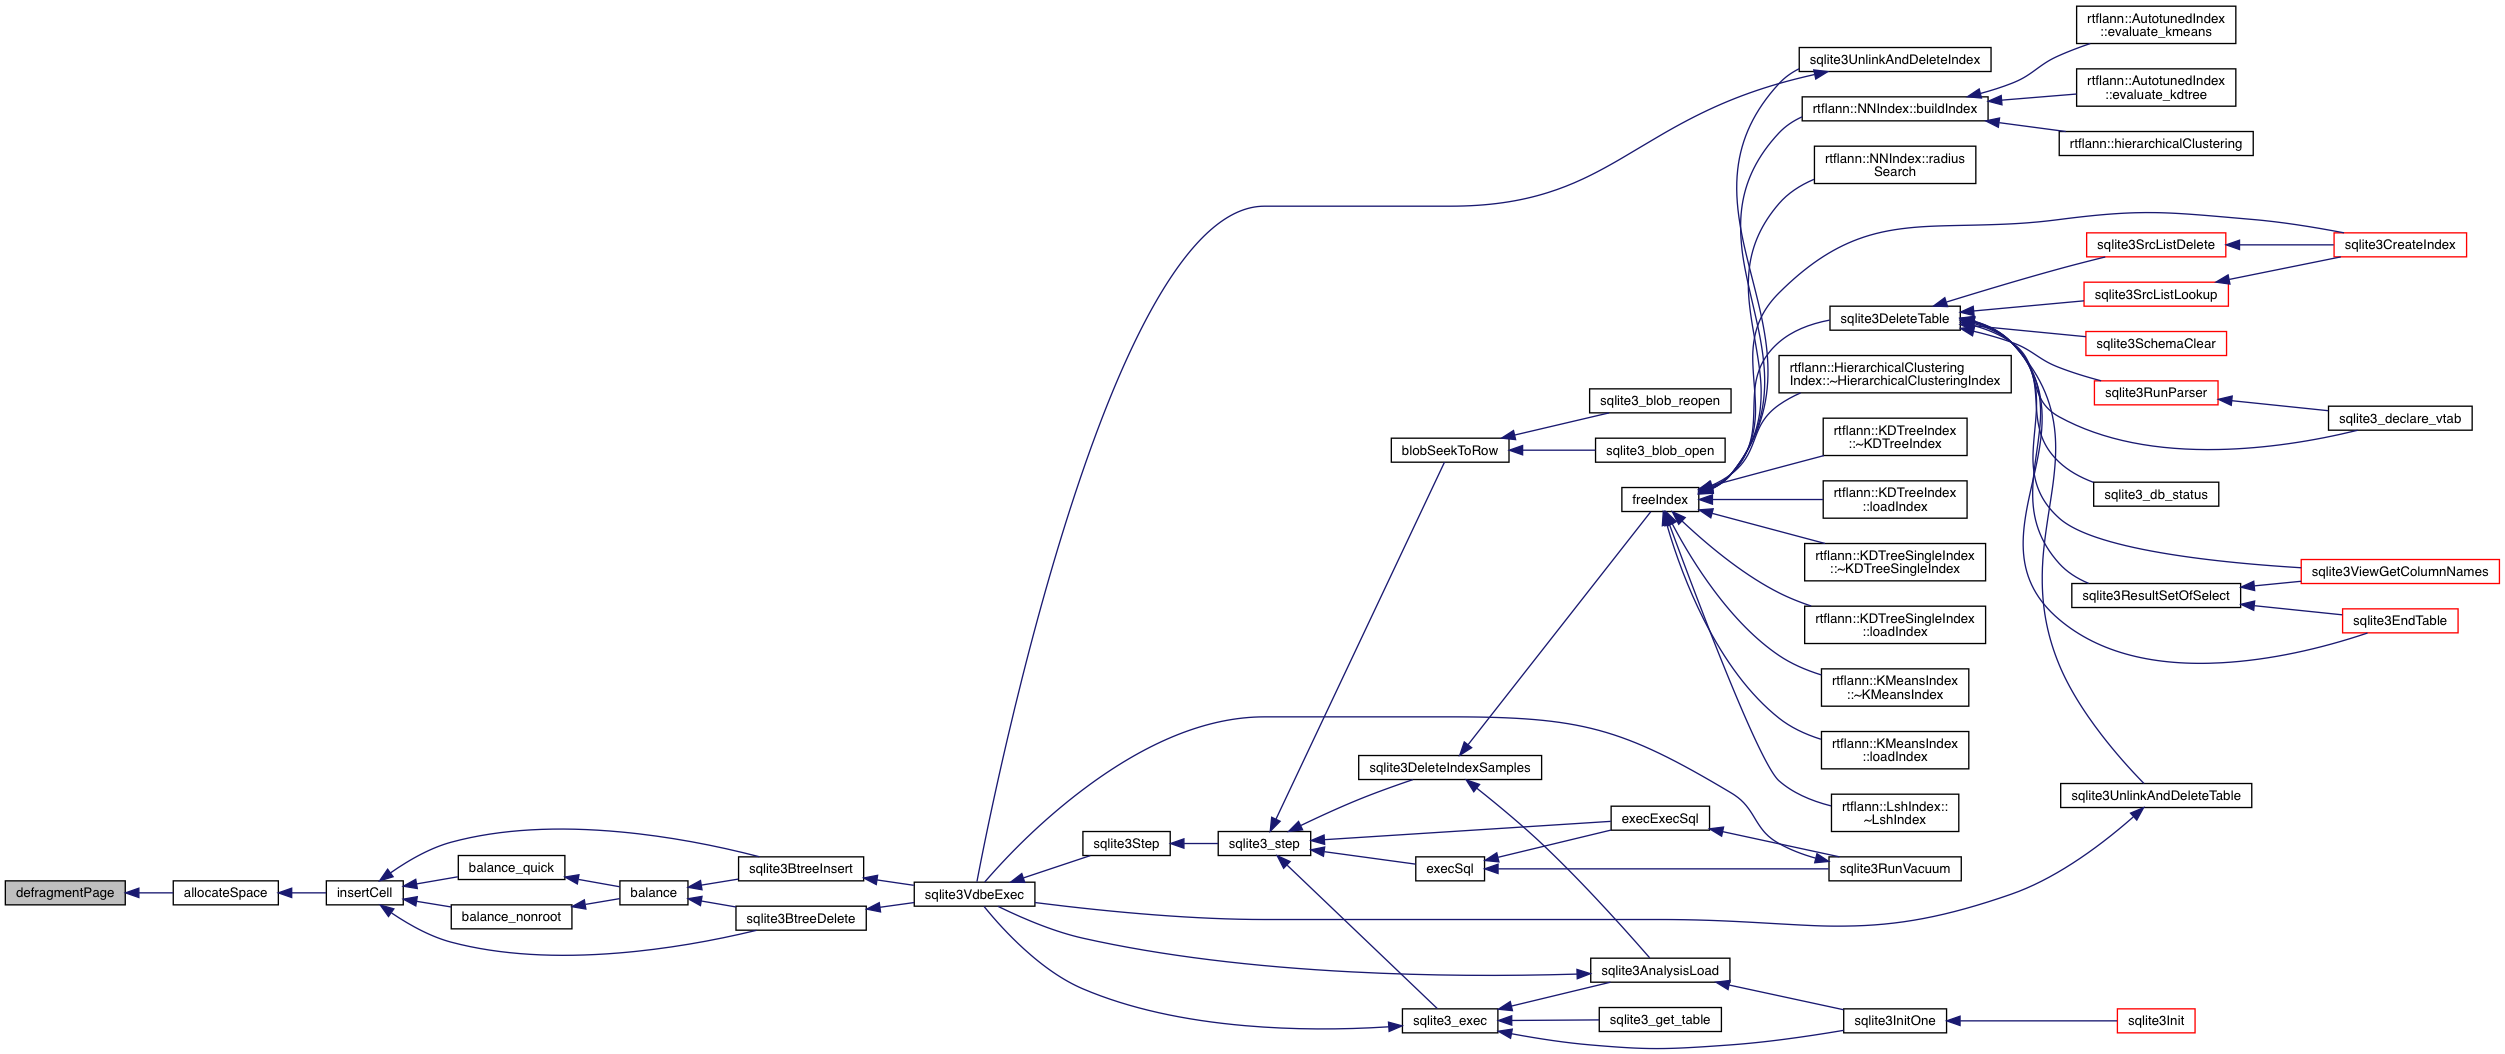 defragmentPage
allocateSpace
insertCell
balance_quick
balance_nonroot
balance
sqlite3BtreeInsert
sqlite3BtreeDelete
sqlite3VdbeExec
sqlite3Step
sqlite3_step
blobSeekToRow
sqlite3_blob_reopen
sqlite3_blob_open
sqlite3DeleteIndexSamples
execExecSql
execSql
sqlite3_exec
sqlite3AnalysisLoad
sqlite3_get_table
freeIndex
sqlite3UnlinkAndDeleteIndex
rtflann::NNIndex::buildIndex
rtflann::NNIndex::radius
Search
sqlite3DeleteTable
rtflann::HierarchicalClustering
Index::~HierarchicalClusteringIndex
rtflann::KDTreeIndex
::~KDTreeIndex
rtflann::KDTreeIndex
::loadIndex
rtflann::KDTreeSingleIndex
::~KDTreeSingleIndex
rtflann::KDTreeSingleIndex
::loadIndex
rtflann::KMeansIndex
::~KMeansIndex
rtflann::KMeansIndex
::loadIndex
rtflann::LshIndex::
~LshIndex
sqlite3RunVacuum
sqlite3InitOne
rtflann::AutotunedIndex
::evaluate_kmeans
rtflann::AutotunedIndex
::evaluate_kdtree
rtflann::hierarchicalClustering
sqlite3SrcListDelete
sqlite3SrcListLookup
sqlite3SchemaClear
sqlite3RunParser
sqlite3_db_status
sqlite3ResultSetOfSelect
sqlite3UnlinkAndDeleteTable
sqlite3Init
sqlite3CreateIndex
sqlite3_declare_vtab
sqlite3ViewGetColumnNames
sqlite3EndTable